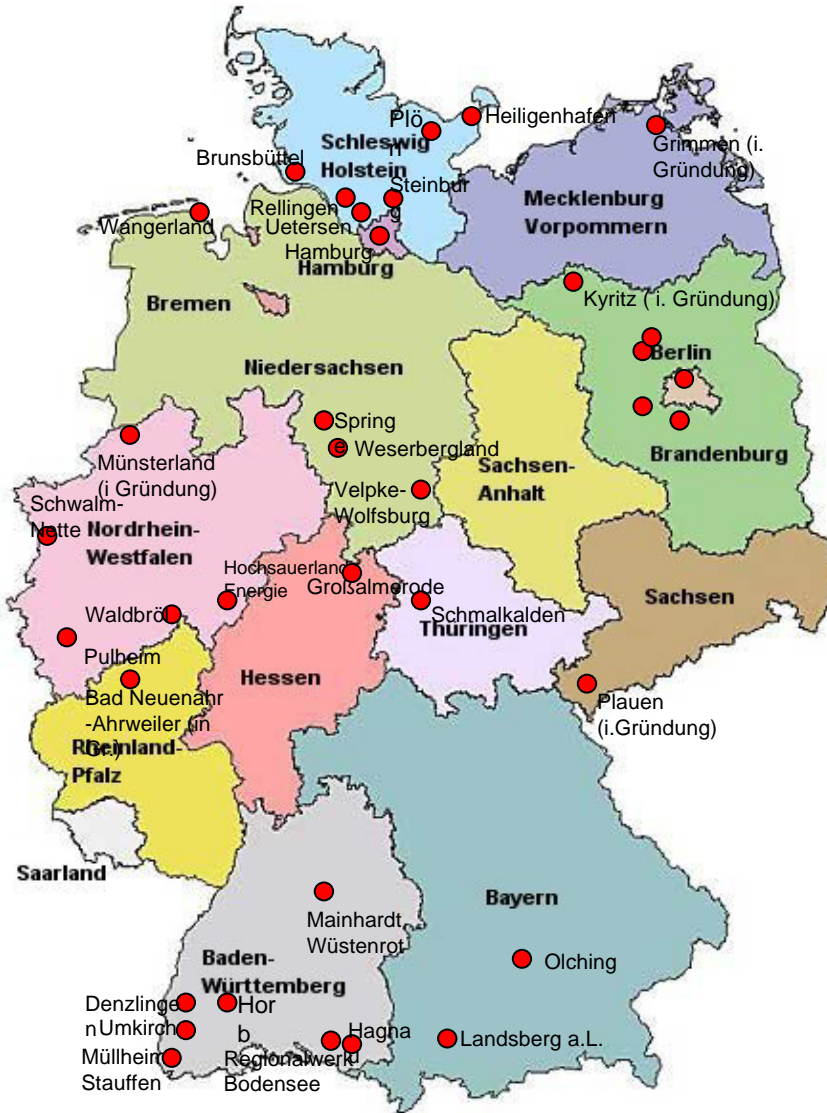 Plö
n
Heiligenhafen
Grimmen (i.
Gründung)
Schleswig
Holstein
Brunsbüttel
Steinbur
g
Mecklenburg
Vorpommern
Wangerland
Rellingen
Uetersen
Hamburg
Hamburg
Kyritz ( i. Gründung)
Bremen
Berlin
Niedersachsen
Spring
e
Weserbergland
Brandenburg
Münsterland
(i Gründung)
Sachsen-
Anhalt
Velpke-
Wolfsburg
Schwalm-
Nette
Nordrhein-
Westfalen
Hochsauerland
Energie
Großalmerode
Sachsen
Waldbröl
Schmalkalden
Thüringen
Pulheim
Hessen
Bad Neuenahr
-Ahrweiler (in
Gr.)
Plauen
(i.Gründung)
Rheinland-
Pfalz
Saarland
Mainhardt
Wüstenrot
Bayern
Baden-
Württemberg
Olching
Denzlinge
n
Umkirch
Hor
b
Hagna
u
Landsberg a.L.
Müllheim
Stauffen
Regionalwerk
Bodensee